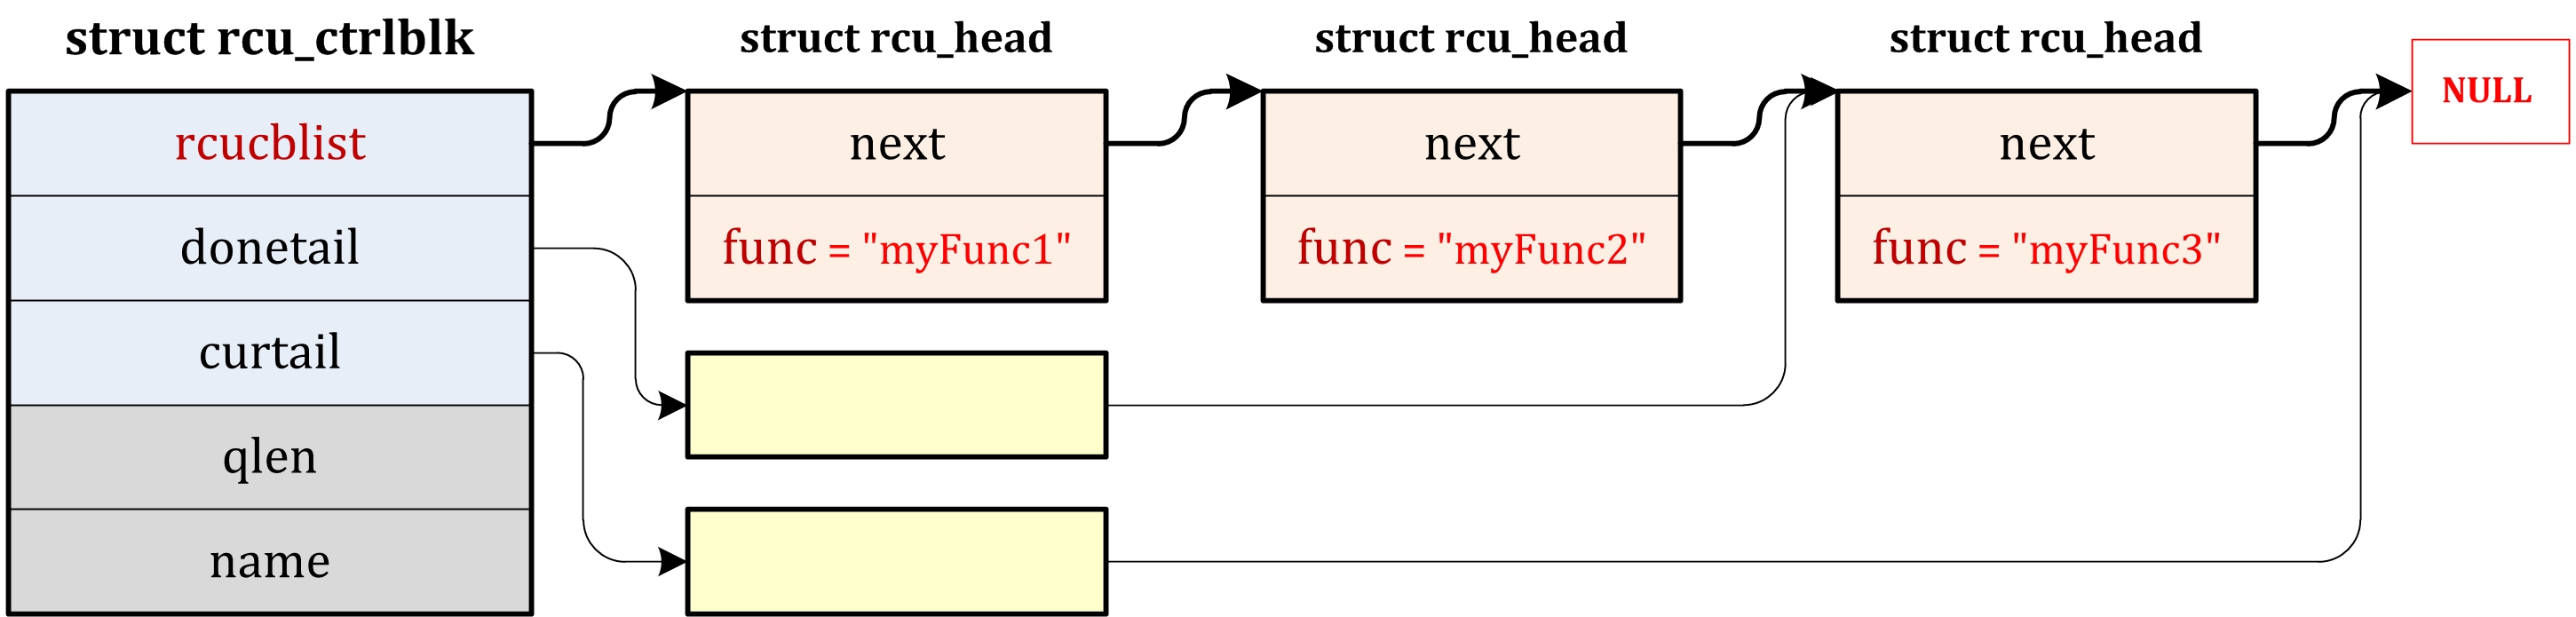 struct rcu_ctrlblk
rcucblist
donetail
curtail
qlen
name
struct rcu_head
next
func = "myFunc1"
struct rcu_head
next
func = "myFunc2"
struct rcu_head
next
func = "myFunc3"
NULL